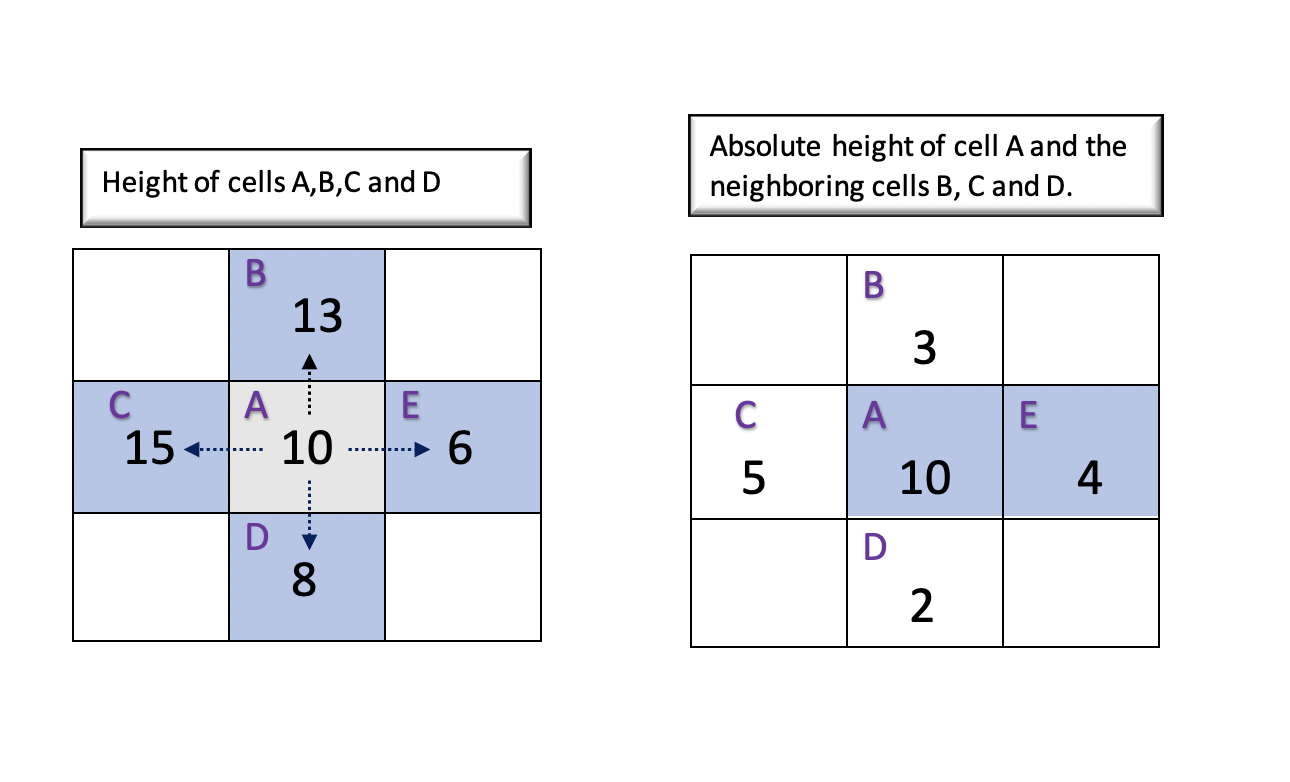 Height of cells A,B,C and D
B
13
C
15
A
10
E
6
D
8
Absolute height of cell A and the
neighboring cells B, C and D.
B
3
C
5
A
10
E
4
D
2